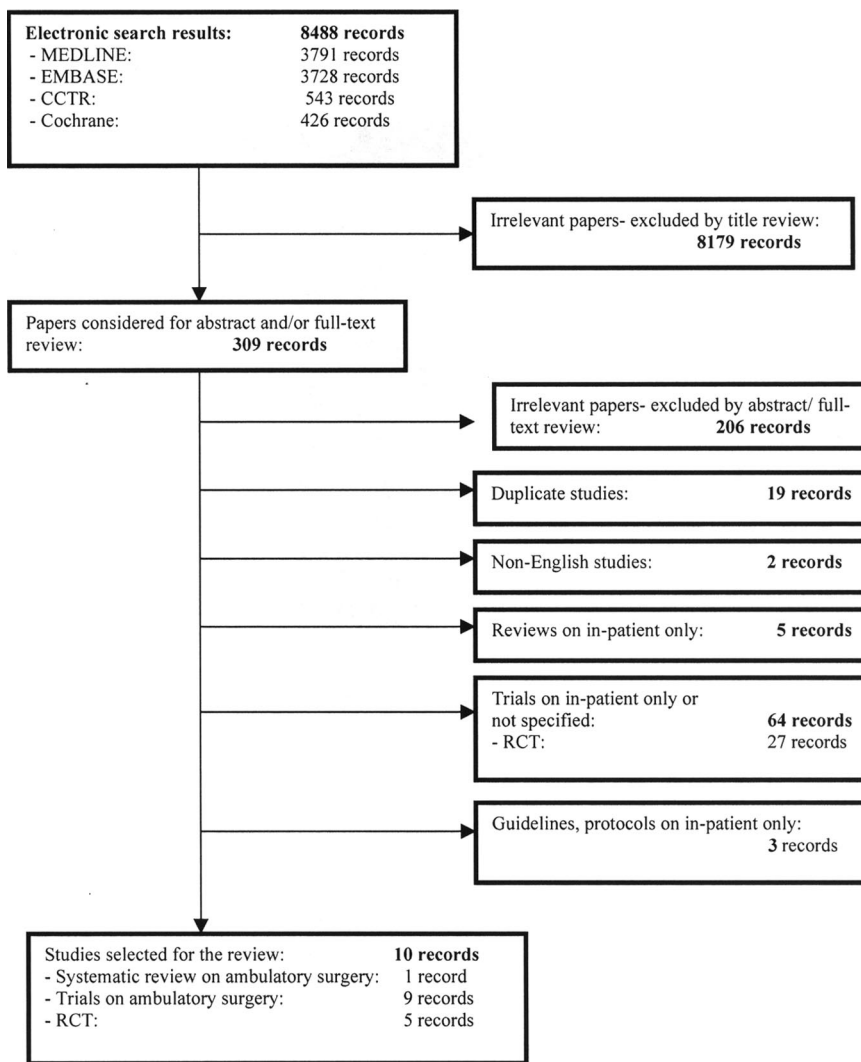 Electronic search results: 8488 records
- MEDLINE: 3791 records
- EMBASE: 3728 records
- CCTR: 543 records
- Cochrane: 426 records
Irrelevant papers- excluded by title review:
8179 records
Papers considered for abstract and/or full-text
review: 309 records
Irrelevant papers- excluded by abstract/ full-
text review: 206 records
Duplicate studies: 19 records
Non-English studies: 2 records
Reviews on in-patient only: 5 records
Trials on in-patient only or
not specified: 64 records
- RCT: 27 records
Guidelines, protocols on in-patient only:
3 records
Studies selected for the review: 10 records
- Systematic review on ambulatory surgery: 1 record
- Trials on ambulatory surgery: 9 records
- RCT: 5 records